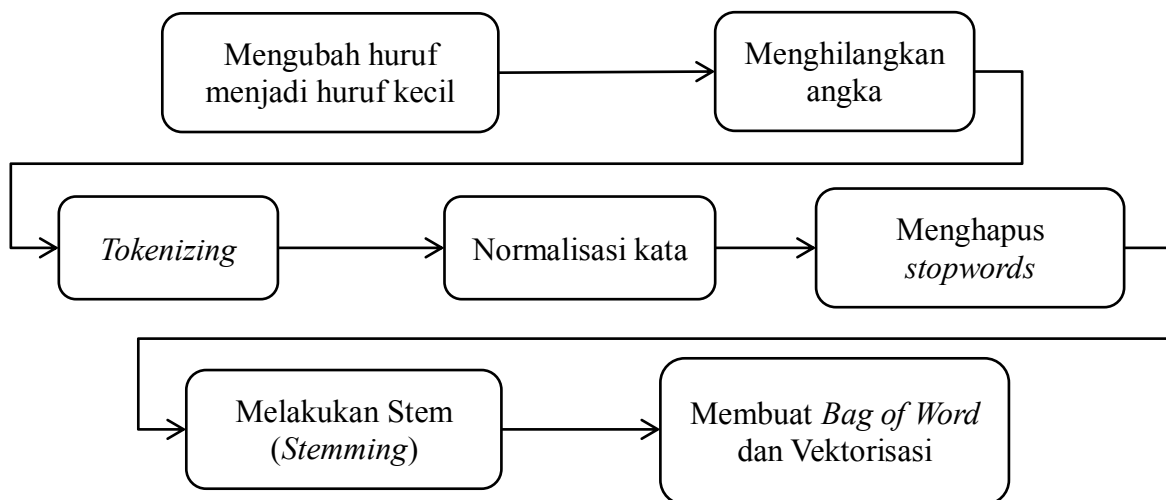 Mengubah huruf
menjadi huruf kecil
Menghilangkan
angka
Tokenizing
Normalisasi kata
Menghapus
stopwords
Melakukan Stem
(Stemming)
Membuat Bag of Word
dan Vektorisasi